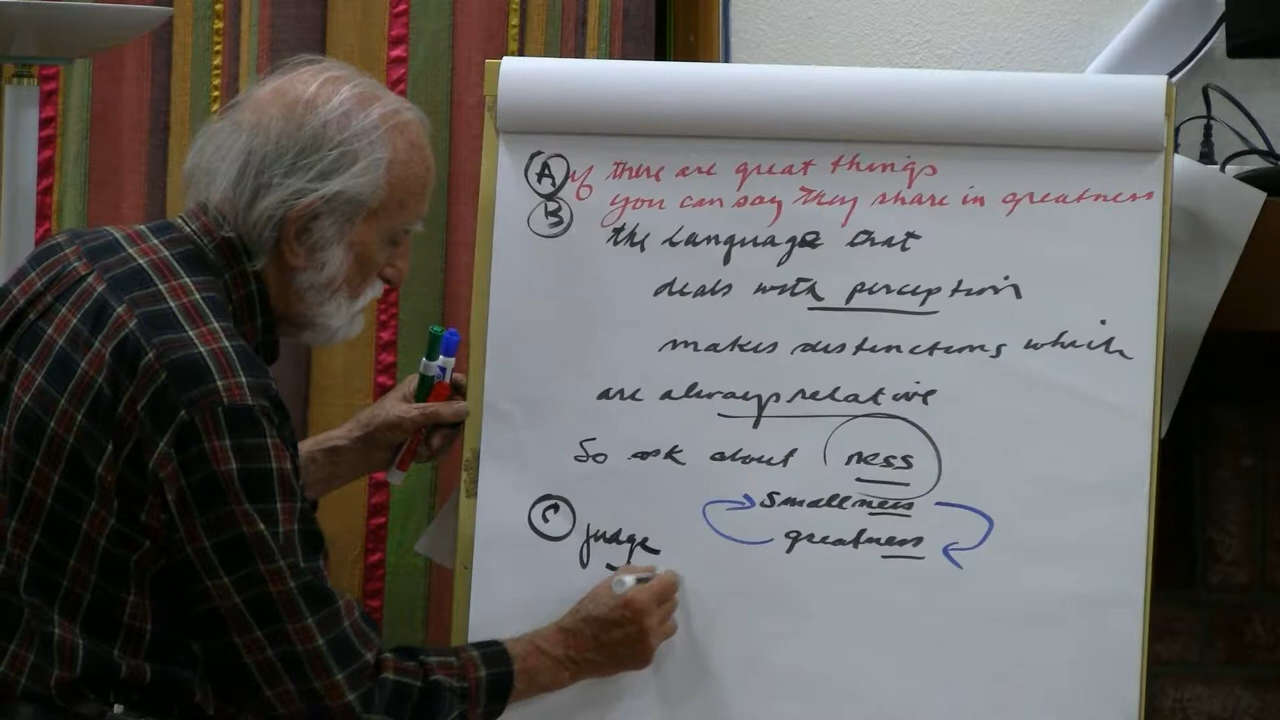 A if there are great things
B you can say they share in greatness
the language that
deals with perception
makes distinctions which
are always relative
So ask about ness
smallness
greatness
C judge